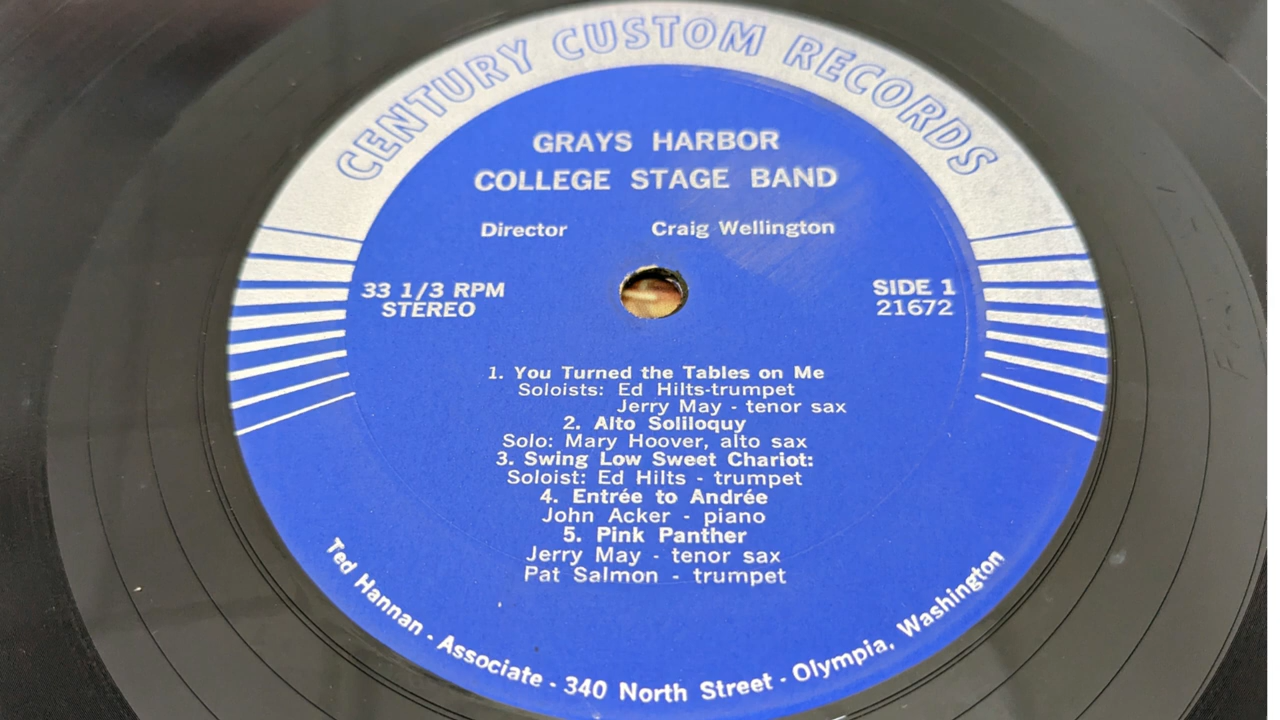 CENTURY CUSTOM RECORDS
GRAYS HARBOR
COLLEGE STAGE BAND
Director Craig Wellington
33 1/3 RPM
STEREO
SIDE 1
21672
1. You Turned the Tables on Me
Soloists: Ed Hilts-trumpet
Jerry May - tenor sax
2. Alto Soliloquy
Solo: Mary Hoover, alto sax
3. Swing Low Sweet Chariot:
Soloist: Ed Hilts - trumpet
4. Entrée to Andrée
John Acker - piano
5. Pink Panther
Jerry May - tenor sax
Pat Salmon - trumpet
Ted Hannan - Associate - 340 North Street - Olympia, Washington